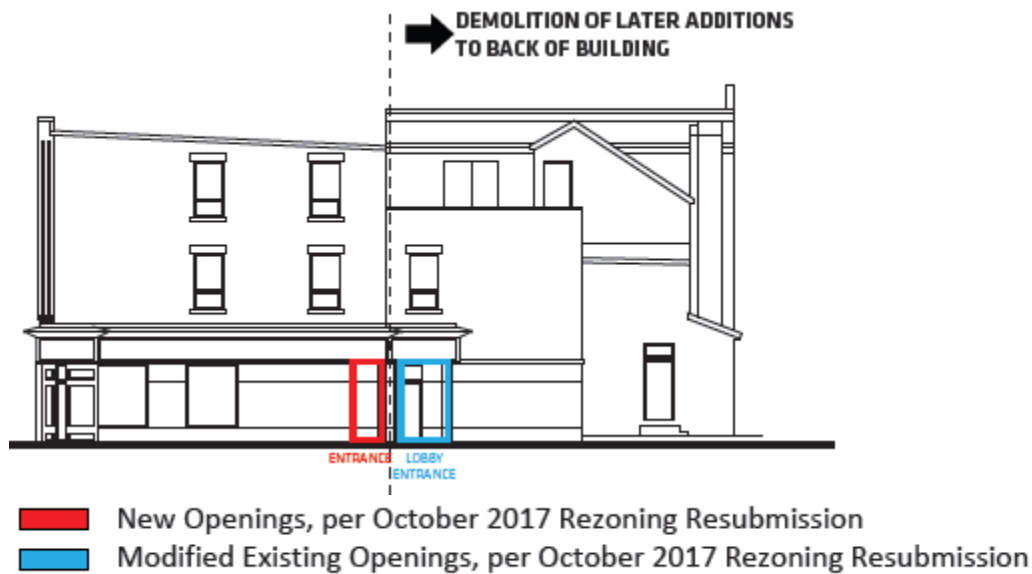 DEMOLITION OF LATER ADDITIONS
TO BACK OF BUILDING
ENTRANCE
LOBBY
ENTRANCE
New Openings, per October 2017 Rezoning Resubmission
Modified Existing Openings, per October 2017 Rezoning Resubmission